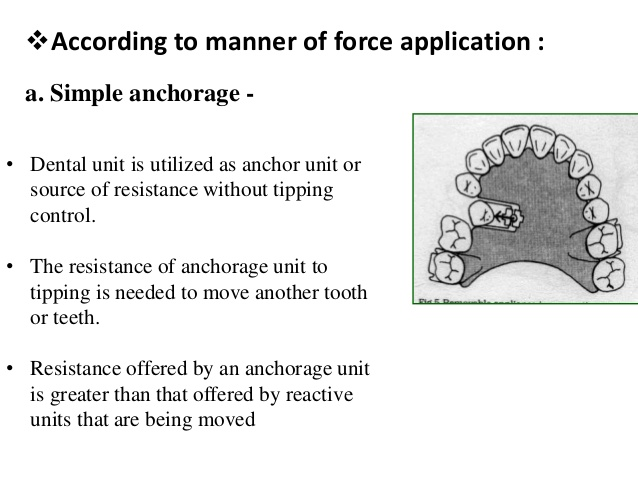 ❖According to manner of force application :
a. Simple anchorage -
• Dental unit is utilized as anchor unit or
source of resistance without tipping
control.
• The resistance of anchorage unit to
tipping is needed to move another tooth
or teeth.
• Resistance offered by an anchorage unit
is greater than that offered by reactive
units that are being moved